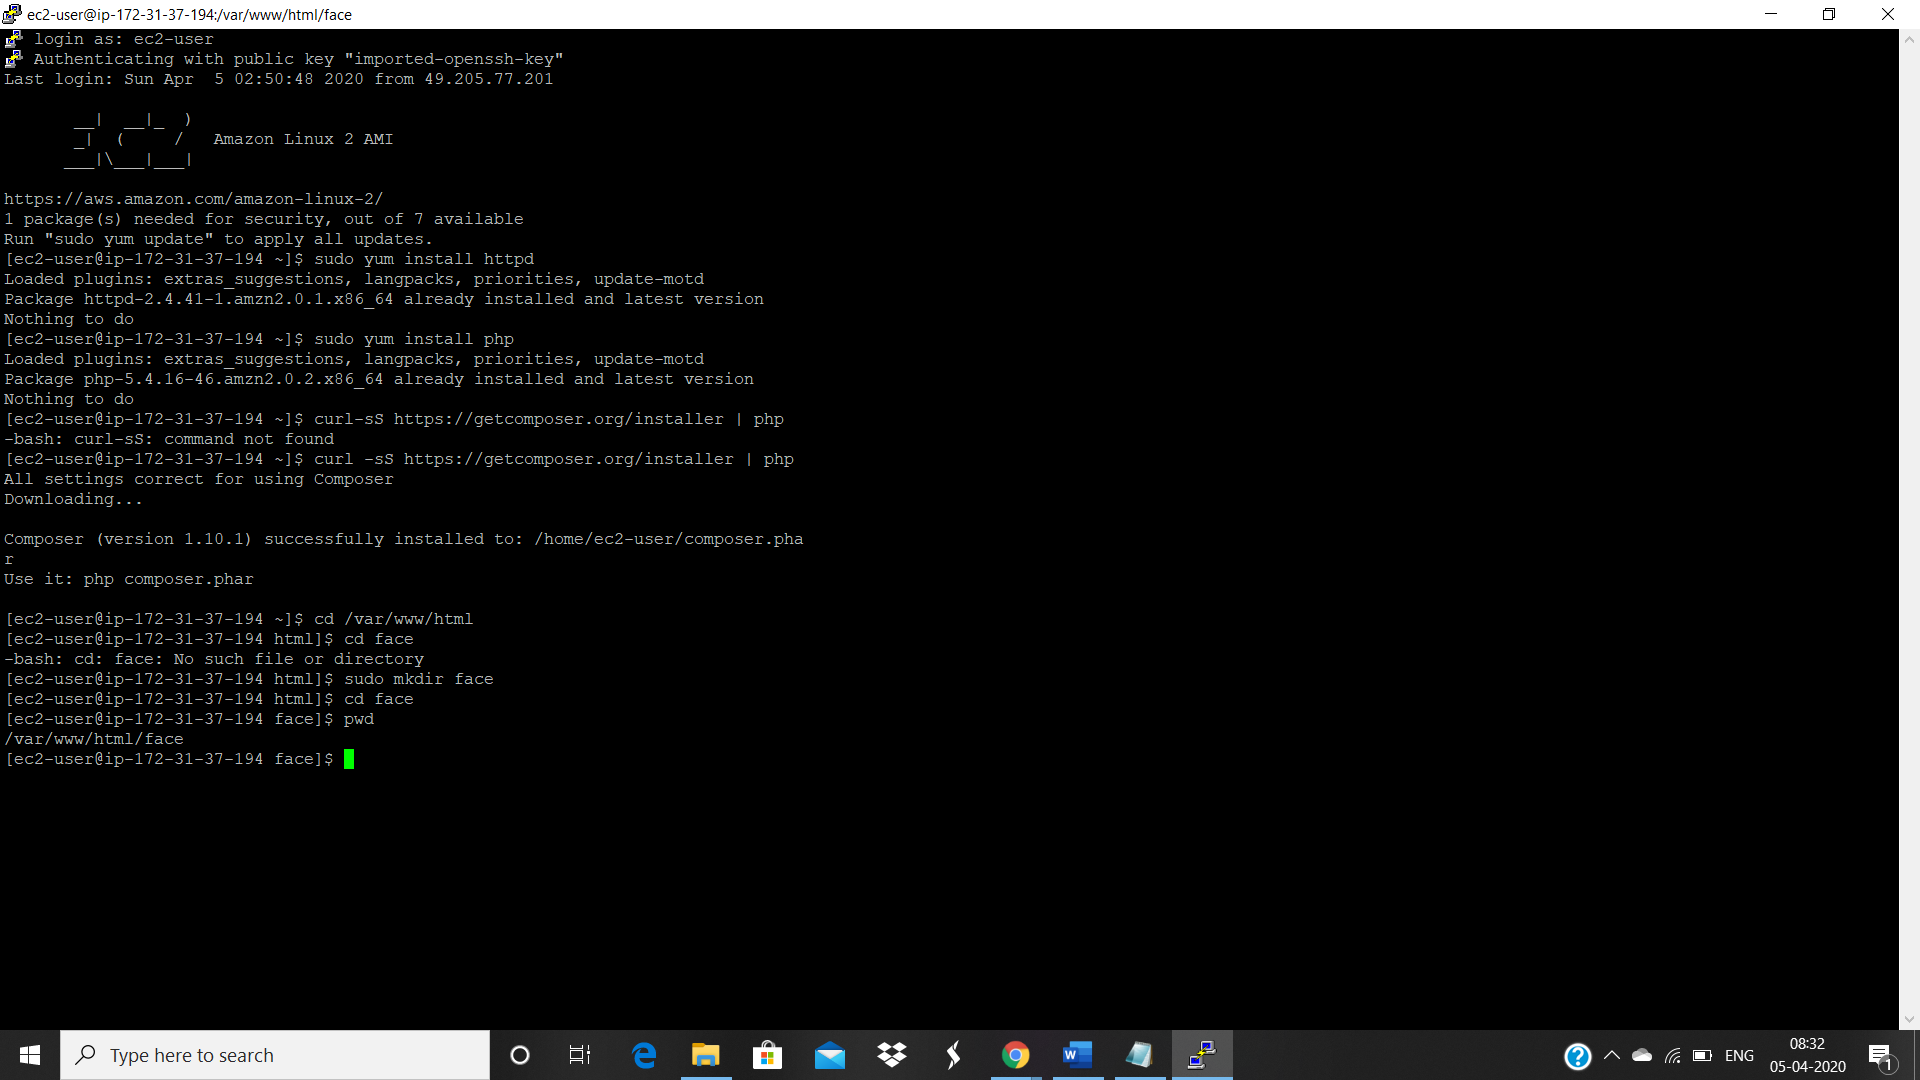 ec2-user@ip-172-31-37-194:/var/www/html/face
login as: ec2-user
Authenticating with public key "imported-openssh-key"
Last login: Sun Apr  5 02:50:48 2020 from 49.205.77.201
       __|  __|_  )
       _|  (     /   Amazon Linux 2 AMI
      ___|\___|___|
https://aws.amazon.com/amazon-linux-2/
1 package(s) needed for security, out of 7 available
Run "sudo yum update" to apply all updates.
[ec2-user@ip-172-31-37-194 ~]$ sudo yum install httpd
Loaded plugins: extras_suggestions, langpacks, priorities, update-motd
Package httpd-2.4.41-1.amzn2.0.1.x86_64 already installed and latest version
Nothing to do
[ec2-user@ip-172-31-37-194 ~]$ sudo yum install php
Loaded plugins: extras_suggestions, langpacks, priorities, update-motd
Package php-5.4.16-46.amzn2.0.2.x86_64 already installed and latest version
Nothing to do
[ec2-user@ip-172-31-37-194 ~]$ curl-sS https://getcomposer.org/installer | php
-bash: curl-sS: command not found
[ec2-user@ip-172-31-37-194 ~]$ curl -sS https://getcomposer.org/installer | php
All settings correct for using Composer
Downloading...
Composer (version 1.10.1) successfully installed to: /home/ec2-user/composer.pha
r
Use it: php composer.phar
[ec2-user@ip-172-31-37-194 ~]$ cd /var/www/html
[ec2-user@ip-172-31-37-194 html]$ cd face
-bash: cd: face: No such file or directory
[ec2-user@ip-172-31-37-194 html]$ sudo mkdir face
[ec2-user@ip-172-31-37-194 html]$ cd face
[ec2-user@ip-172-31-37-194 face]$ pwd
/var/www/html/face
[ec2-user@ip-172-31-37-194 face]$
Type here to search
ENG
08:32
05-04-2020
1